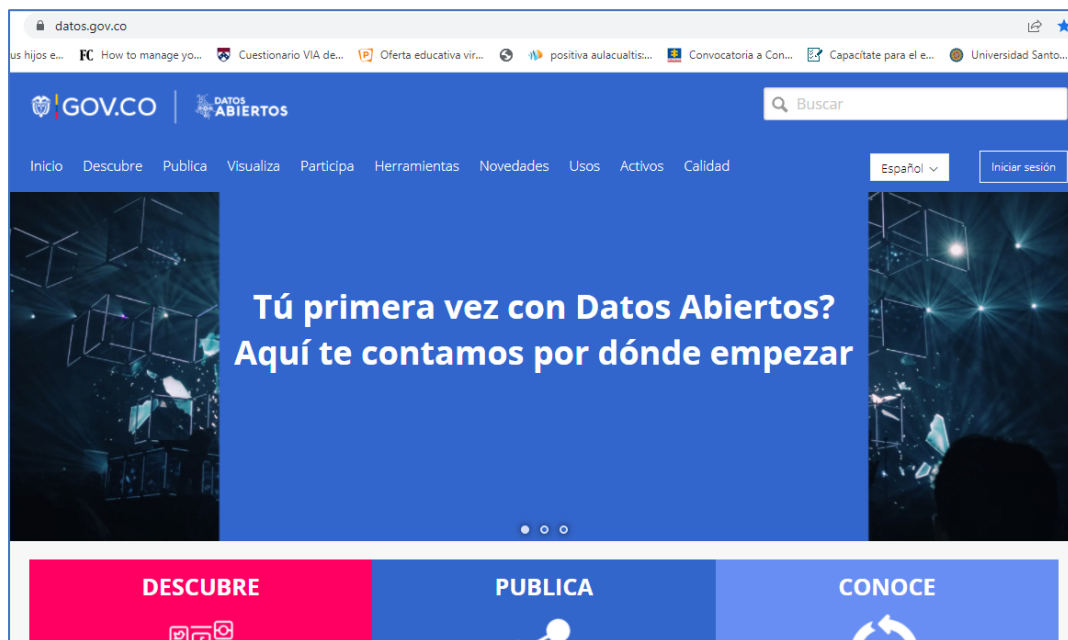 datos.gov.co
us hijos e... How to manage yo... Cuestionario VIA de... Oferta educativa vir... positiva aulacualtis:... Convocatoria a Con... Capacítate para el e... Universidad Santo...
GOV.CO DATOS ABIERTOS
Buscar
Inicio Descubre Publica Visualiza Participa Herramientas Novedades Usos Activos Calidad Español Iniciar sesión
Tú primera vez con Datos Abiertos?
Aquí te contamos por dónde empezar
DESCUBRE PUBLICA CONOCE